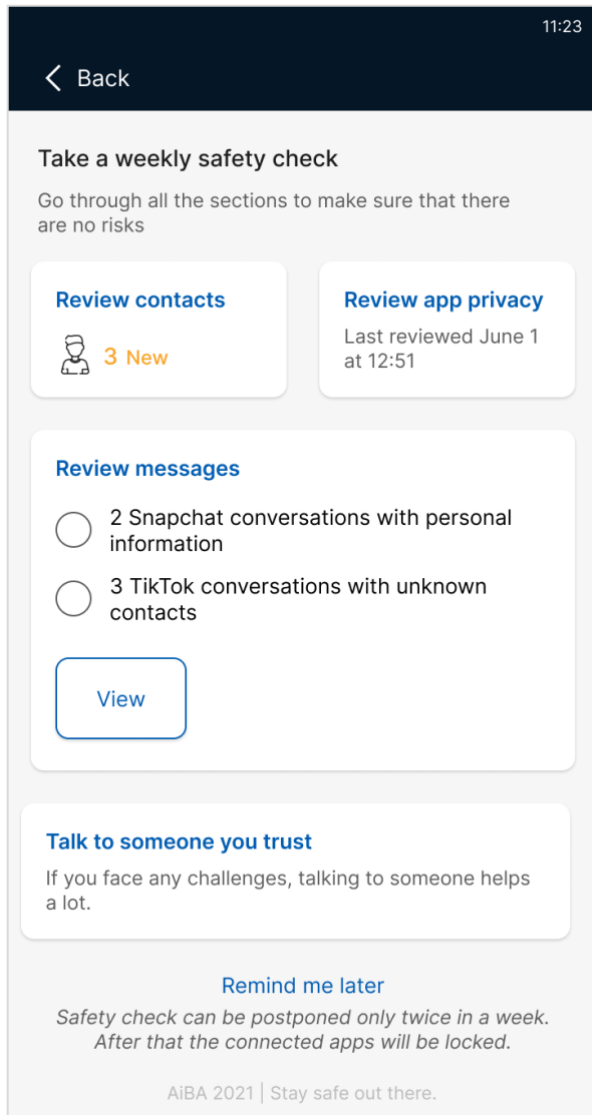 11:23
Back
Take a weekly safety check
Go through all the sections to make sure that there
are no risks
Review contacts
3 New
Review app privacy
Last reviewed June 1
at 12:51
Review messages
2 Snapchat conversations with personal
information
3 TikTok conversations with unknown
contacts
View
Talk to someone you trust
If you face any challenges, talking to someone helps
a lot.
Remind me later
Safety check can be postponed only twice in a week.
After that the connected apps will be locked.
AiBA 2021 | Stay safe out there.